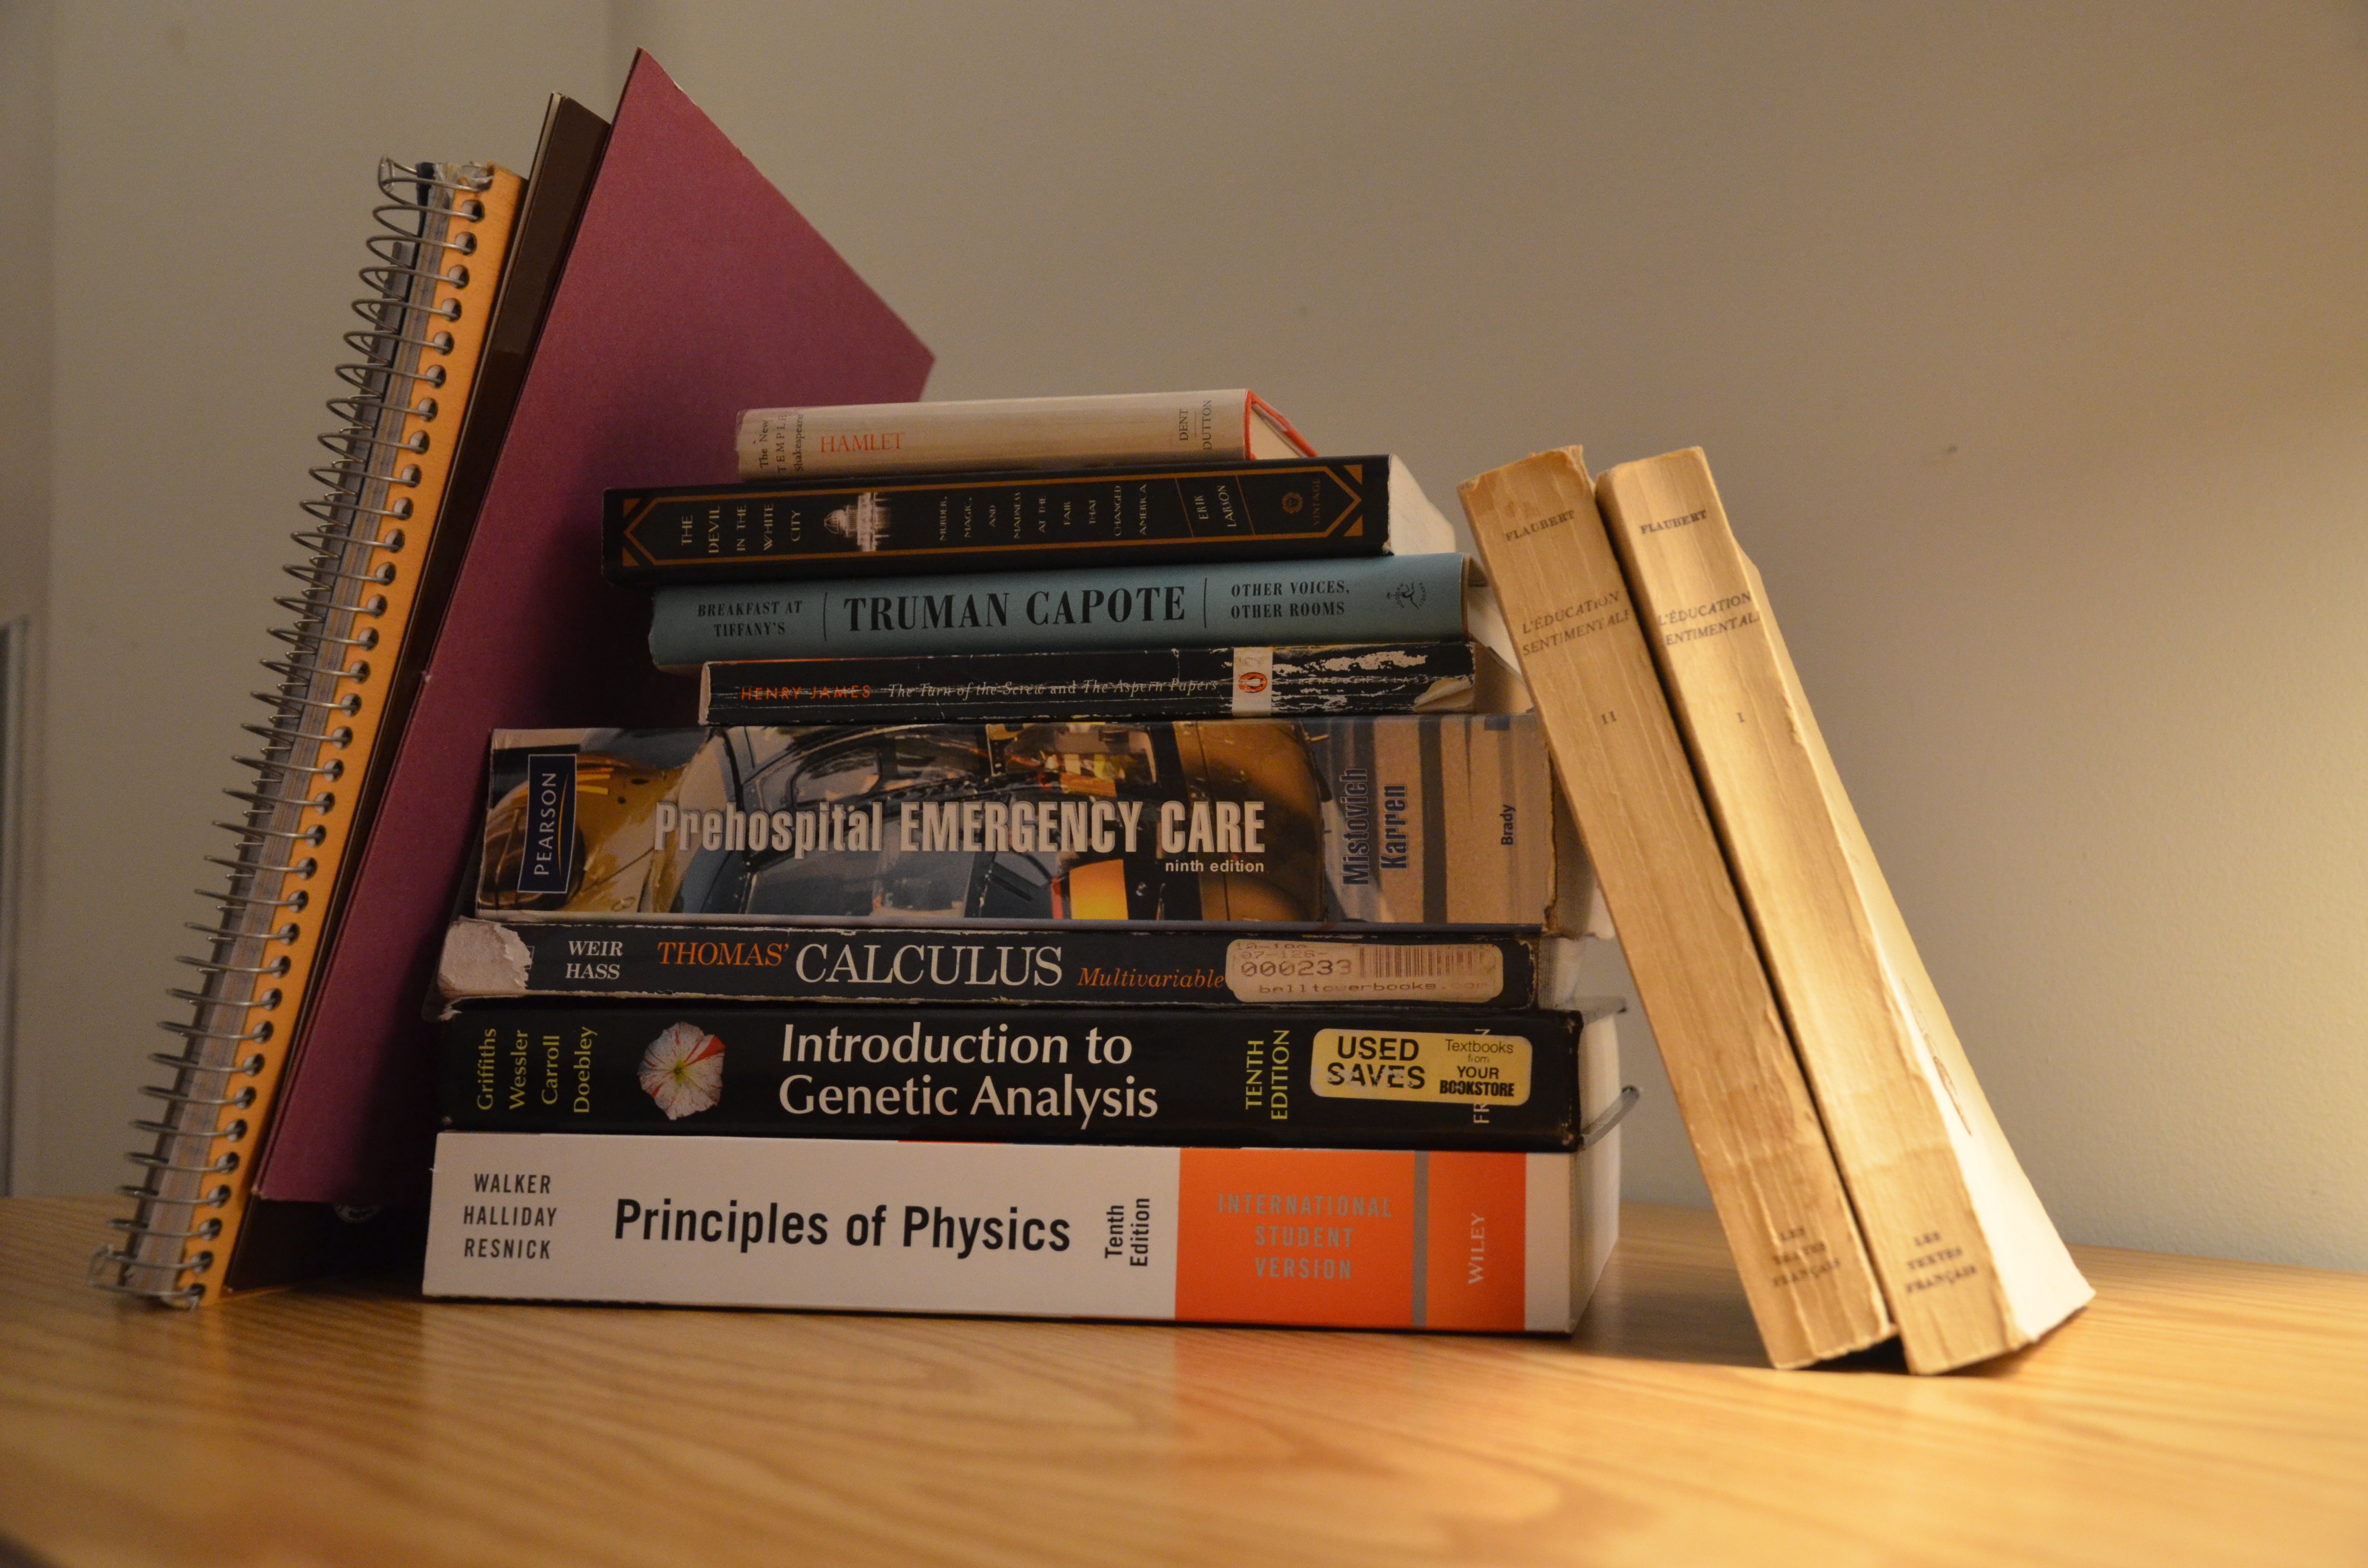 The New
TEMPLE
Shakespeare
HAMLET
DENT
DUTTON
THE
DEVIL
IN THE
WHITE
CITY
MURDER,
MAGIC,
AND
MADNESS
AT THE
FAIR
THAT
CHANGED
AMERICA
ERIK
LARSON
VINTAGE
BREAKFAST AT
TIFFANY'S
TRUMAN CAPOTE
OTHER VOICES,
OTHER ROOMS
HENRY JAMES The Turn of the Screw and The Aspern Papers
PEARSON
Prehospital EMERGENCY CARE
ninth edition
Mistovich
Karren
Brady
WEIR
HASS
THOMAS' CALCULUS Multivariable
000233
belltowerbooks.com
Griffiths
Wessler
Carroll
Doebley
Introduction to
Genetic Analysis
TENTH
EDITION
USED
SAVES
Textbooks
from
YOUR
BOOKSTORE
WALKER
HALLIDAY
RESNICK
Principles of Physics
Tenth
Edition
INTERNATIONAL
STUDENT
VERSION
WILEY
FLAUBERT
L'ÉDUCATION
SENTIMENTALE
II
LES
TEXTES
FRANÇAIS
FLAUBERT
L'ÉDUCATION
SENTIMENTALE
I
LES
TEXTES
FRANÇAIS